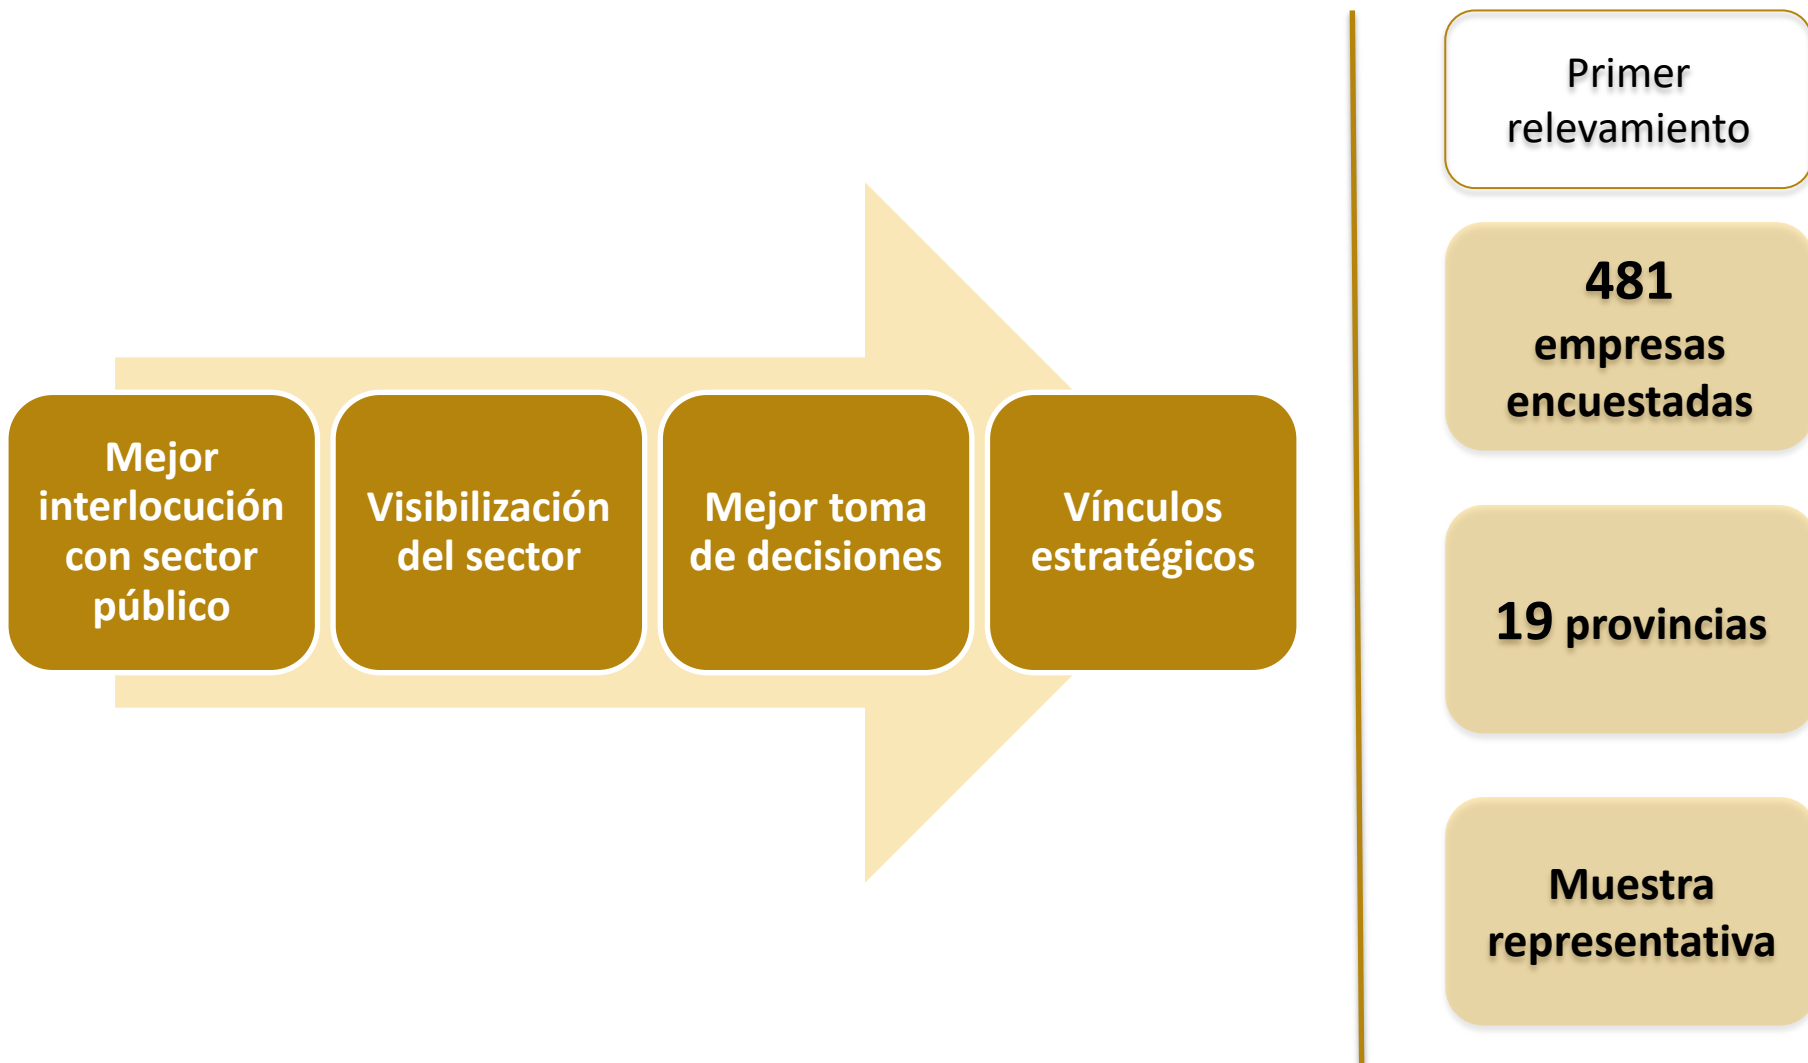 Mejor
interlocución
con sector
público
Visibilización
del sector
Mejor toma
de decisiones
Vínculos
estratégicos
Primer
relevamiento
481
empresas
encuestadas
19 provincias
Muestra
representativa